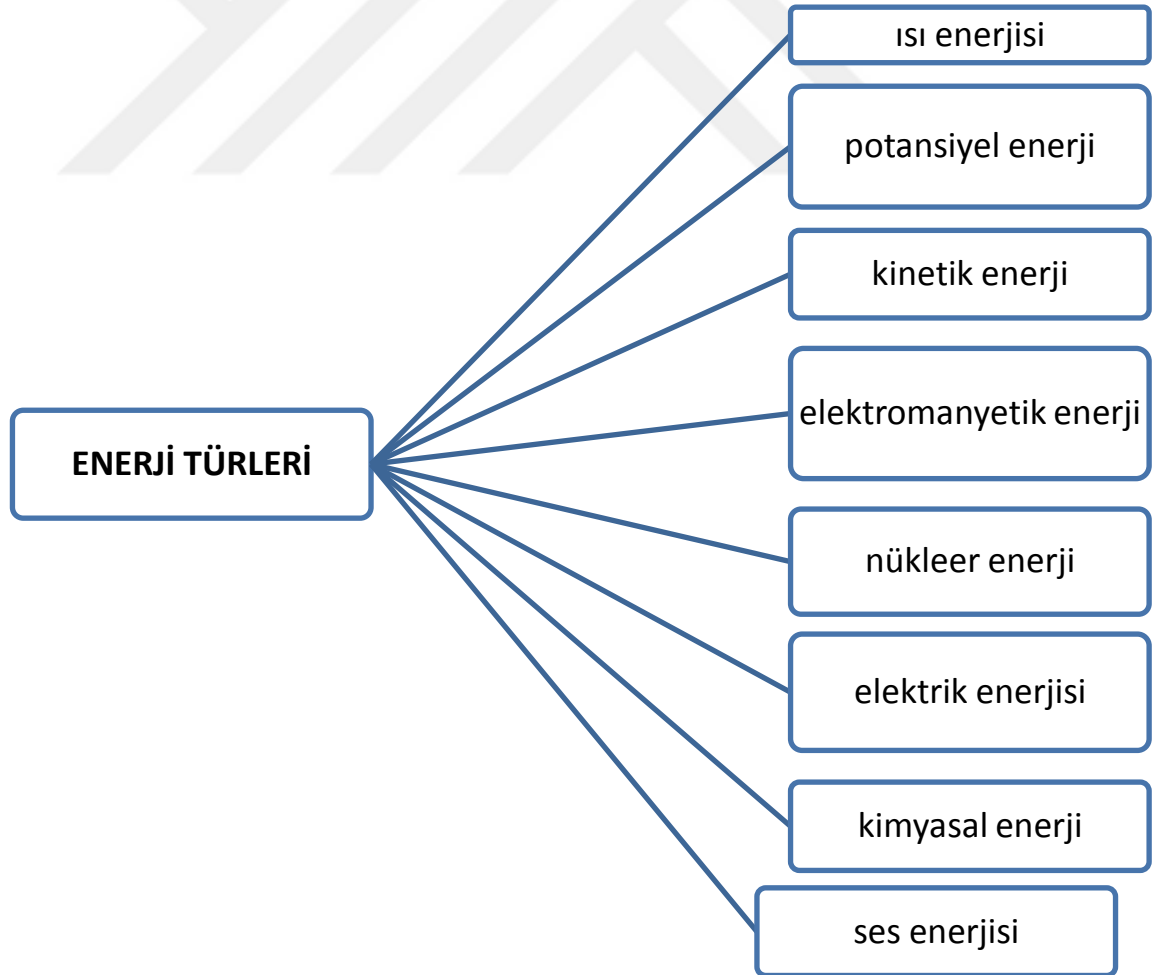 ısı enerjisi
potansiyel enerji
kinetik enerji
elektromanyetik enerji
ENERJİ TÜRLERİ
nükleer enerji
elektrik enerjisi
kimyasal enerji
ses enerjisi